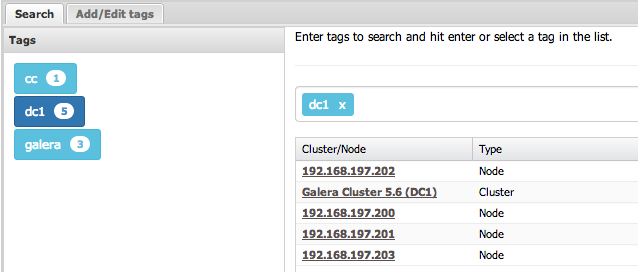 Search Add/Edit tags
Tags
cc 1
dc1 5
galera 3
Enter tags to search and hit enter or select a tag in the list.
dc1 x
Cluster/Node Type
192.168.197.202 Node
Galera Cluster 5.6 (DC1) Cluster
192.168.197.200 Node
192.168.197.201 Node
192.168.197.203 Node